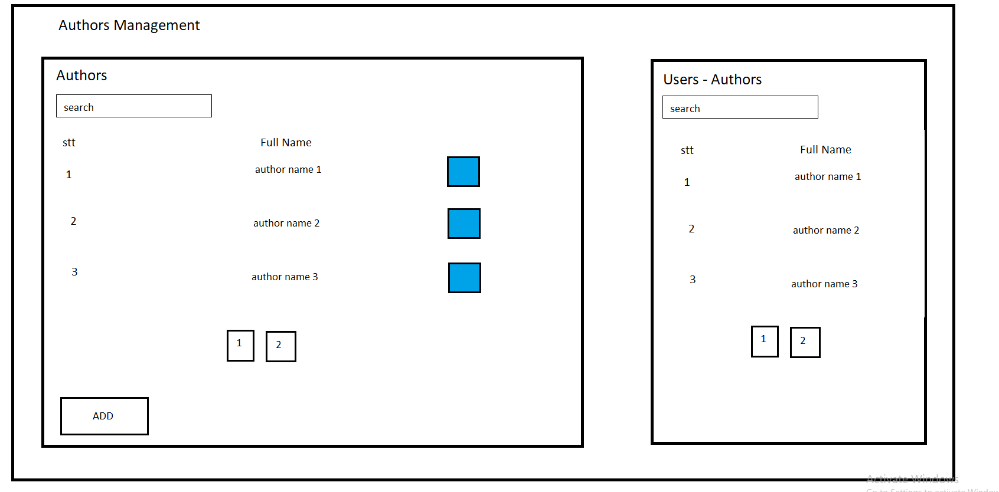 Authors Management
Authors
search
stt Full Name
1 author name 1
2 author name 2
3 author name 3
1 2
ADD
Users - Authors
search
stt Full Name
1 author name 1
2 author name 2
3 author name 3
1 2
Activate Windows
Go to Settings to activate Window